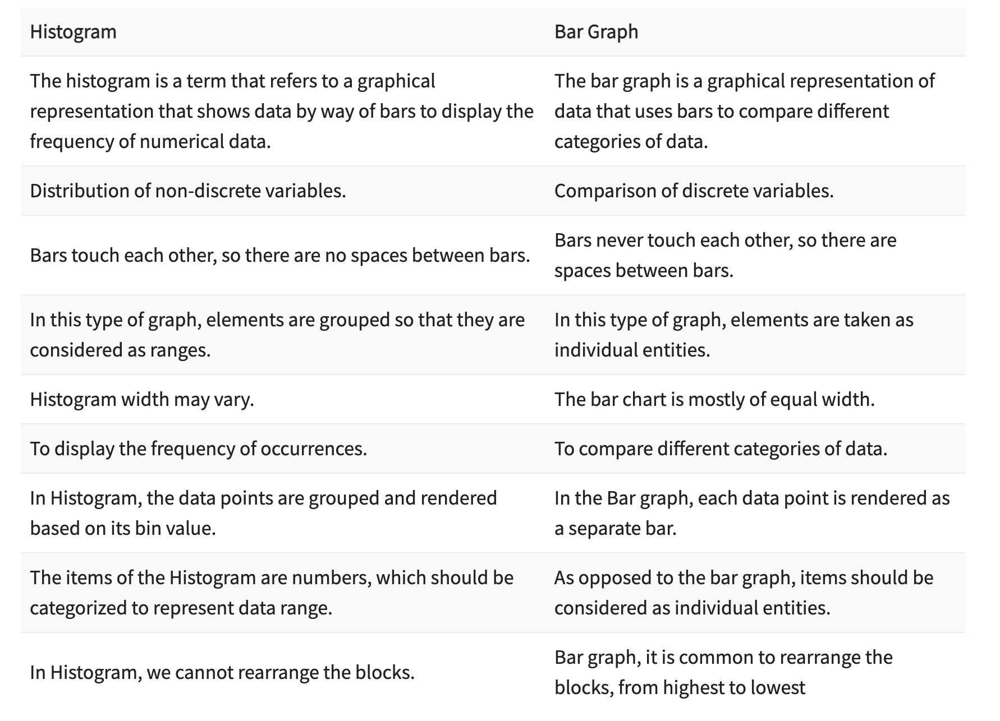 Histogram
Bar Graph
The histogram is a term that refers to a graphical
representation that shows data by way of bars to display the
frequency of numerical data.
The bar graph is a graphical representation of
data that uses bars to compare different
categories of data.
Distribution of non-discrete variables.
Comparison of discrete variables.
Bars touch each other, so there are no spaces between bars.
Bars never touch each other, so there are
spaces between bars.
In this type of graph, elements are grouped so that they are
considered as ranges.
In this type of graph, elements are taken as
individual entities.
Histogram width may vary.
The bar chart is mostly of equal width.
To display the frequency of occurrences.
To compare different categories of data.
In Histogram, the data points are grouped and rendered
based on its bin value.
In the Bar graph, each data point is rendered as
a separate bar.
The items of the Histogram are numbers, which should be
categorized to represent data range.
As opposed to the bar graph, items should be
considered as individual entities.
In Histogram, we cannot rearrange the blocks.
Bar graph, it is common to rearrange the
blocks, from highest to lowest